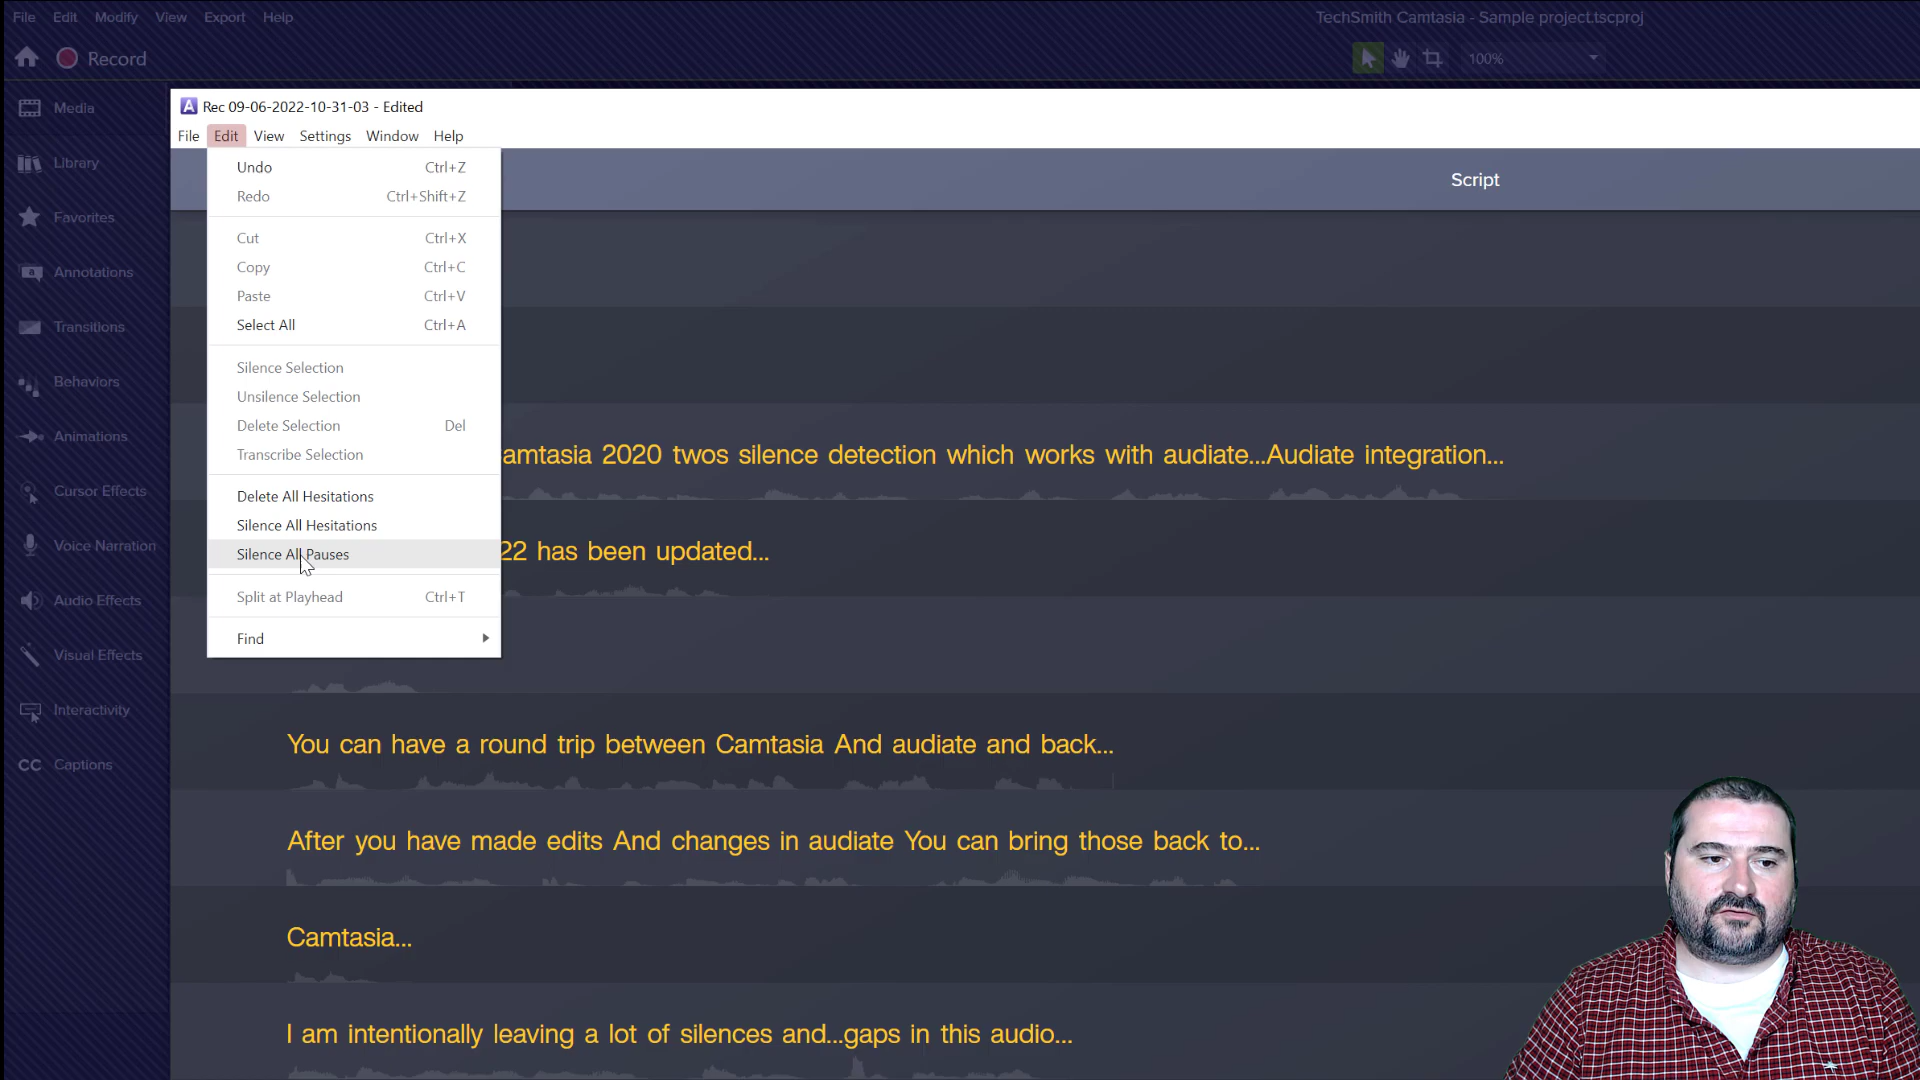 File Edit Modify View Export Help
TechSmith Camtasia - Sample project.tscproj
Record
100%
Media
Library
Favorites
Annotations
Transitions
Behaviors
Animations
Cursor Effects
Voice Narration
Audio Effects
Visual Effects
Interactivity
CC Captions
A Rec 09-06-2022-10-31-03 - Edited
File Edit View Settings Window Help
Undo Ctrl+Z
Redo Ctrl+Shift+Z
Cut Ctrl+X
Copy Ctrl+C
Paste Ctrl+V
Select All Ctrl+A
Silence Selection
Unsilence Selection
Delete Selection Del
Transcribe Selection
Delete All Hesitations
Silence All Hesitations
Silence All Pauses
Split at Playhead Ctrl+T
Find
Script
amtasia 2020 twos silence detection which works with audiate...Audiate integration...
22 has been updated...
You can have a round trip between Camtasia And audiate and back...
After you have made edits And changes in audiate You can bring those back to...
Camtasia...
I am intentionally leaving a lot of silences and...gaps in this audio...